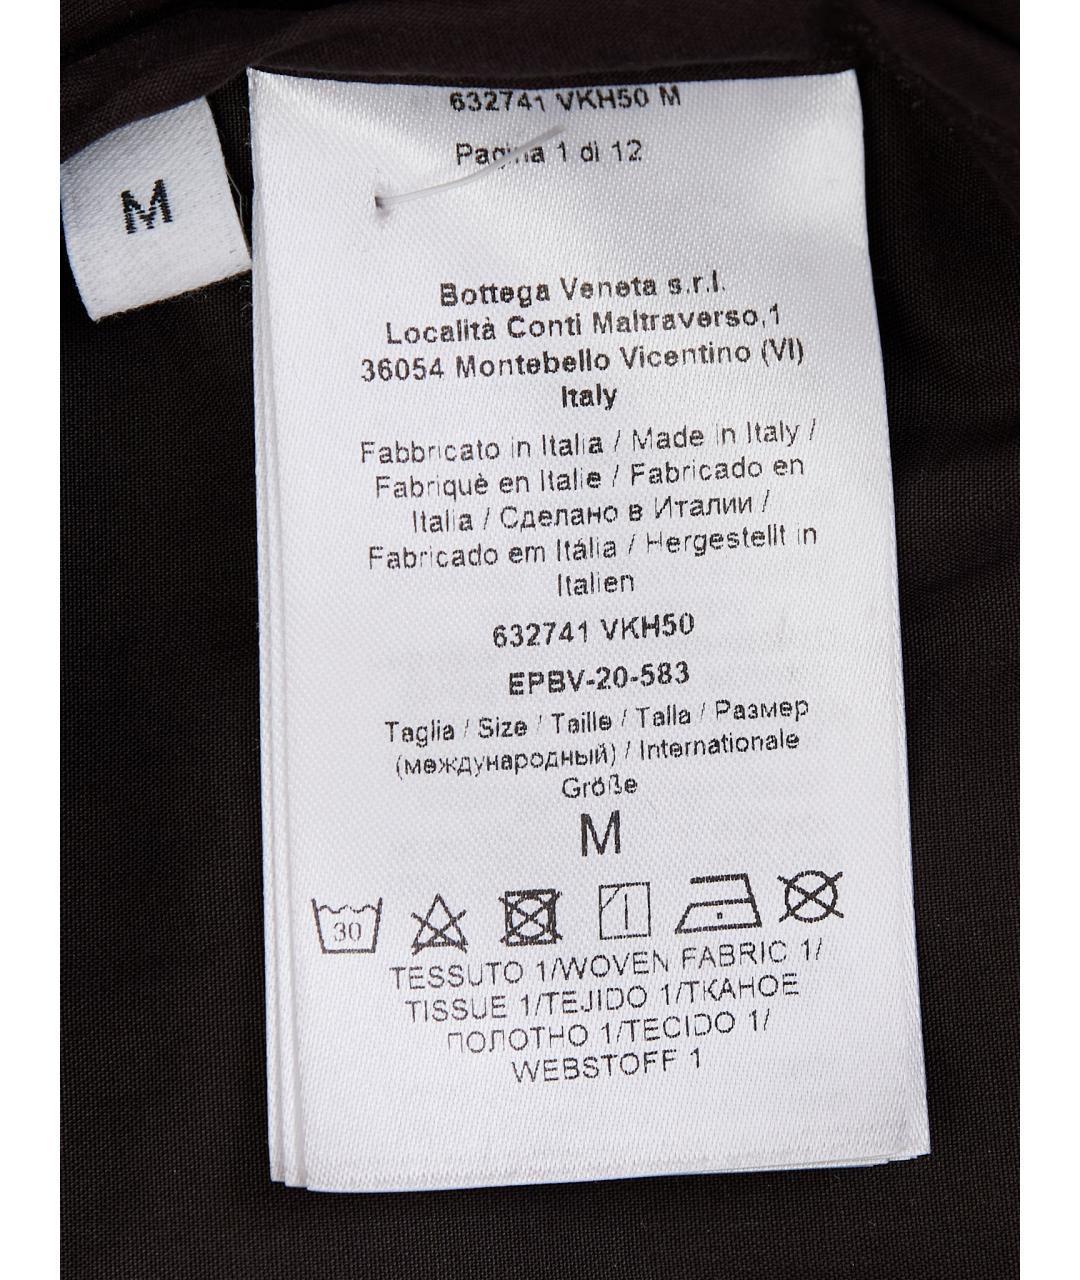 M
632741 VKH50 M
Pagina 1 di 12
Bottega Veneta s.r.l.
Località Conti Maltraverso,1
36054 Montebello Vicentino (VI)
Italy
Fabbricato in Italia / Made in Italy /
Fabriquè en Italie / Fabricado en
Italia / Сделано в Италии /
Fabricado em Itália / Hergestellt in
Italien
632741 VKH50
EPBV-20-583
Taglia / Size / Taille / Talla / Размер
(международный) / Internationale
Größe
M
30
TESSUTO 1/WOVEN FABRIC 1/
TISSUE 1/TEJIDO 1/ТКАНОЕ
ПОЛОТНО 1/TECIDO 1/
WEBSTOFF 1